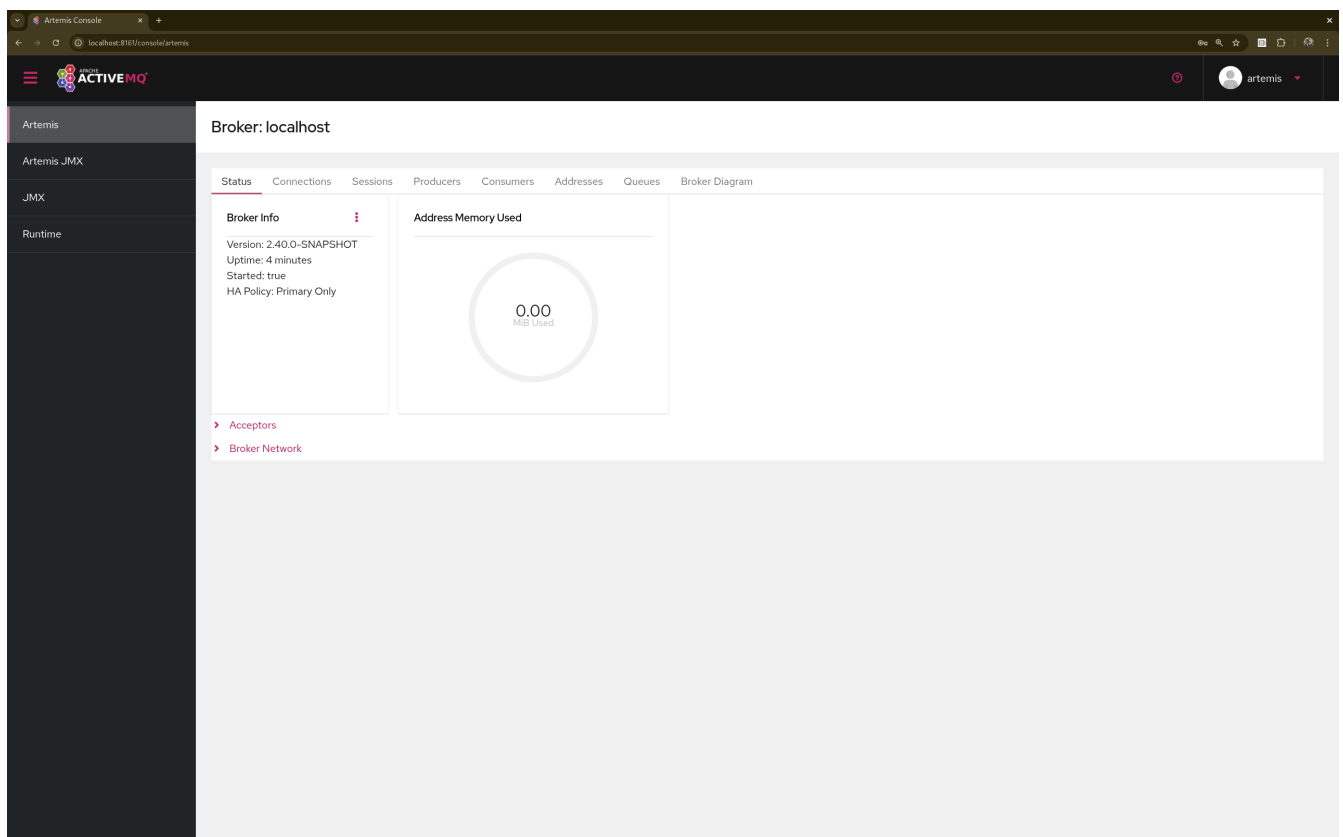 Artemis Console
localhost:8161/console/artemis
APACHE
ACTIVEMQ
artemis
Artemis
Artemis JMX
JMX
Runtime
Broker: localhost
Status Connections Sessions Producers Consumers Addresses Queues Broker Diagram
Broker Info
Version: 2.40.0-SNAPSHOT
Uptime: 4 minutes
Started: true
HA Policy: Primary Only
Address Memory Used
0.00
MiB Used
Acceptors
Broker Network